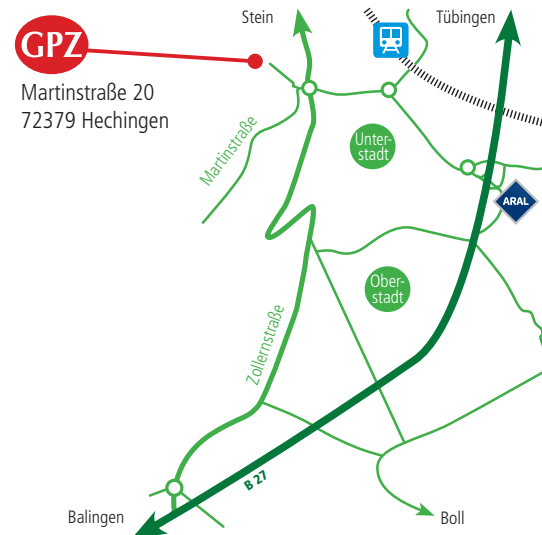 Stein
Tübingen
GPZ
Martinstraße 20
72379 Hechingen
Martinstraße
Unter-
stadt
ARAL
Ober-
stadt
Zollernstraße
B 27
Balingen
Boll